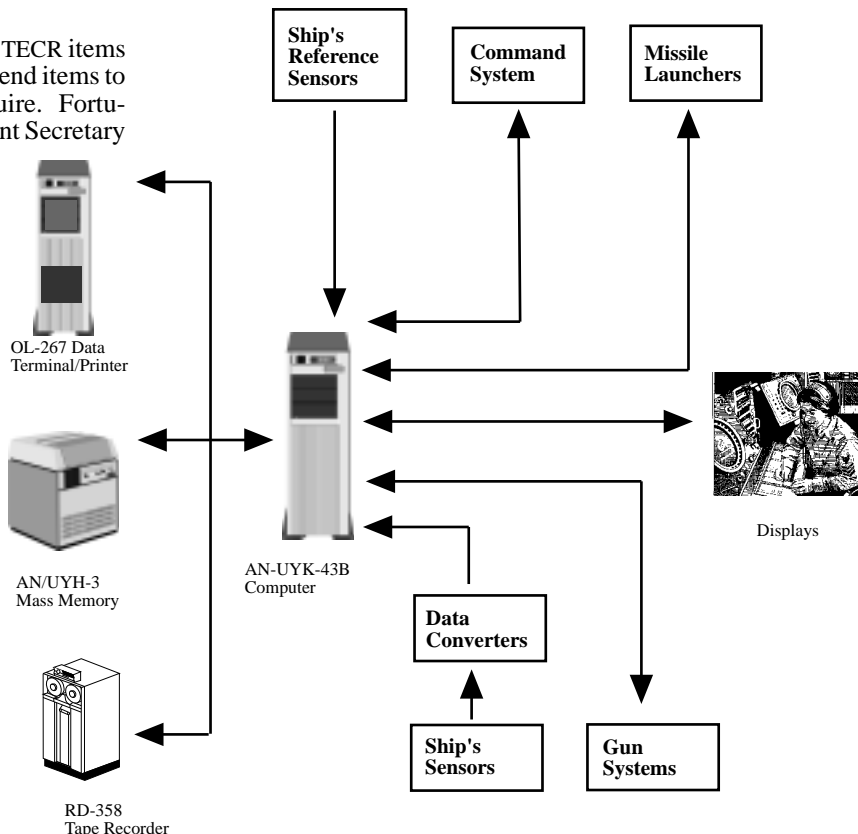 TECR items
end items to
uire. Fortu-
nt Secretary
Ship's
Reference
Sensors
Command
System
Missile
Launchers
OL-267 Data
Terminal/Printer
AN/UYH-3
Mass Memory
AN-UYK-43B
Computer
Displays
Data
Converters
Ship's
Sensors
Gun
Systems
RD-358
Tape Recorder